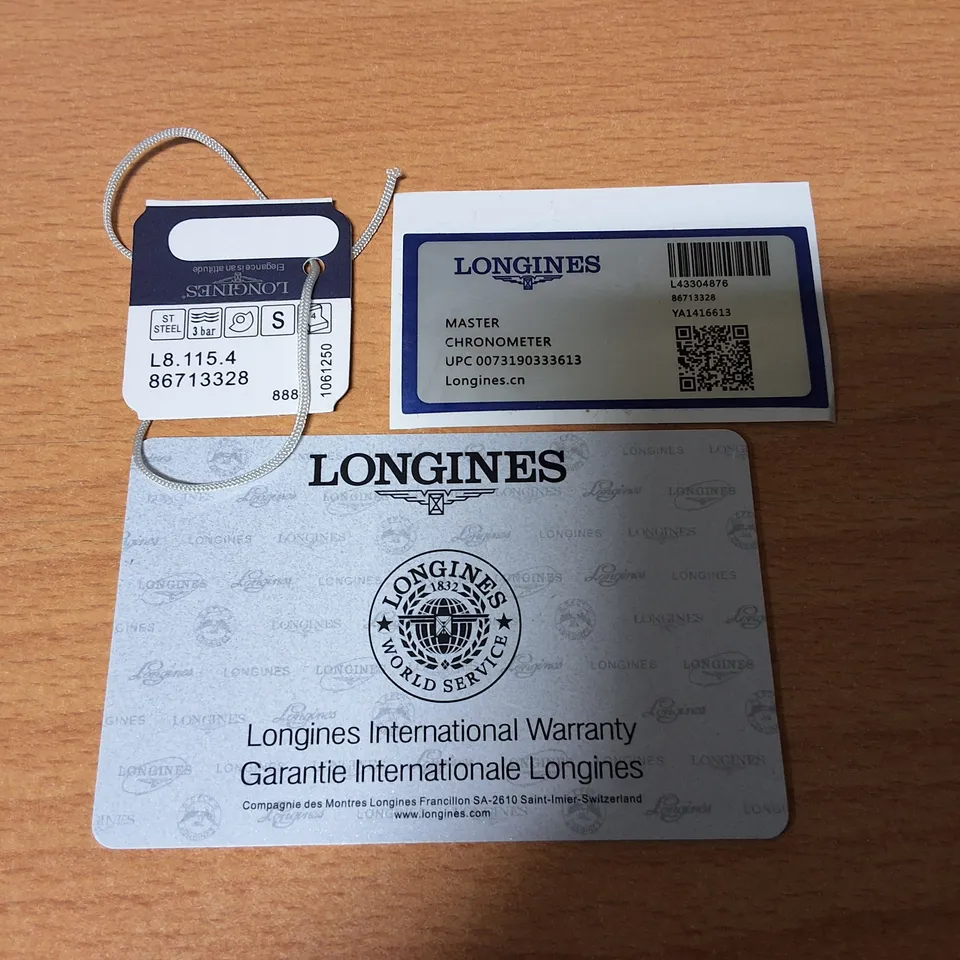 Elegance is an attitude
LONGINES®
ST
STEEL
3 bar
S
L8.115.4
86713328
888
1061250
LONGINES
L43304876
86713328
YA1416613
MASTER
CHRONOMETER
UPC 0073190333613
Longines.cn
LONGINES
LONGINES
1832
WORLD SERVICE
Longines International Warranty
Garantie Internationale Longines
Compagnie des Montres Longines Francillon SA-2610 Saint-Imier-Switzerland
www.longines.com